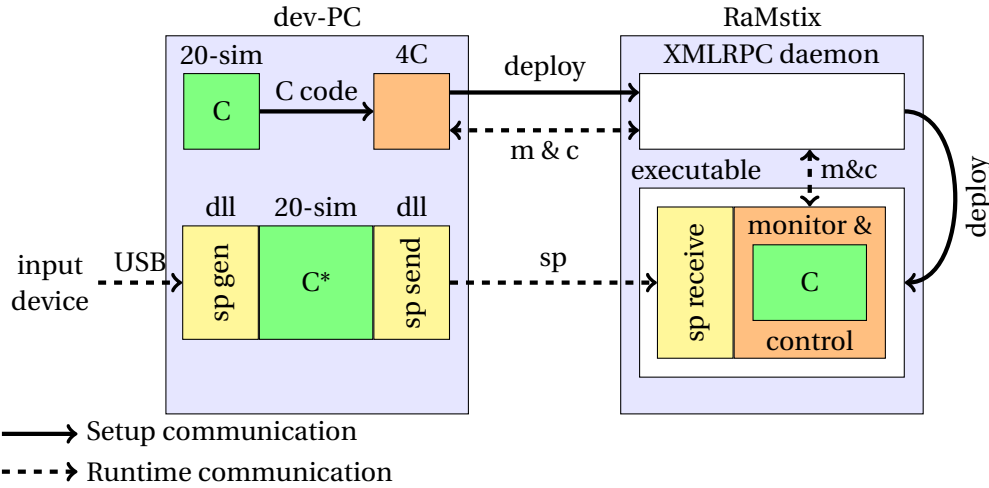 dev-PC
RaMstix
20-sim
4C
XMLRPC daemon
C
C code
deploy
m & c
executable
m&c
deploy
dll
20-sim
dll
monitor &
input
device
USB
sp gen
C*
sp send
sp
sp receive
C
control
Setup communication
Runtime communication